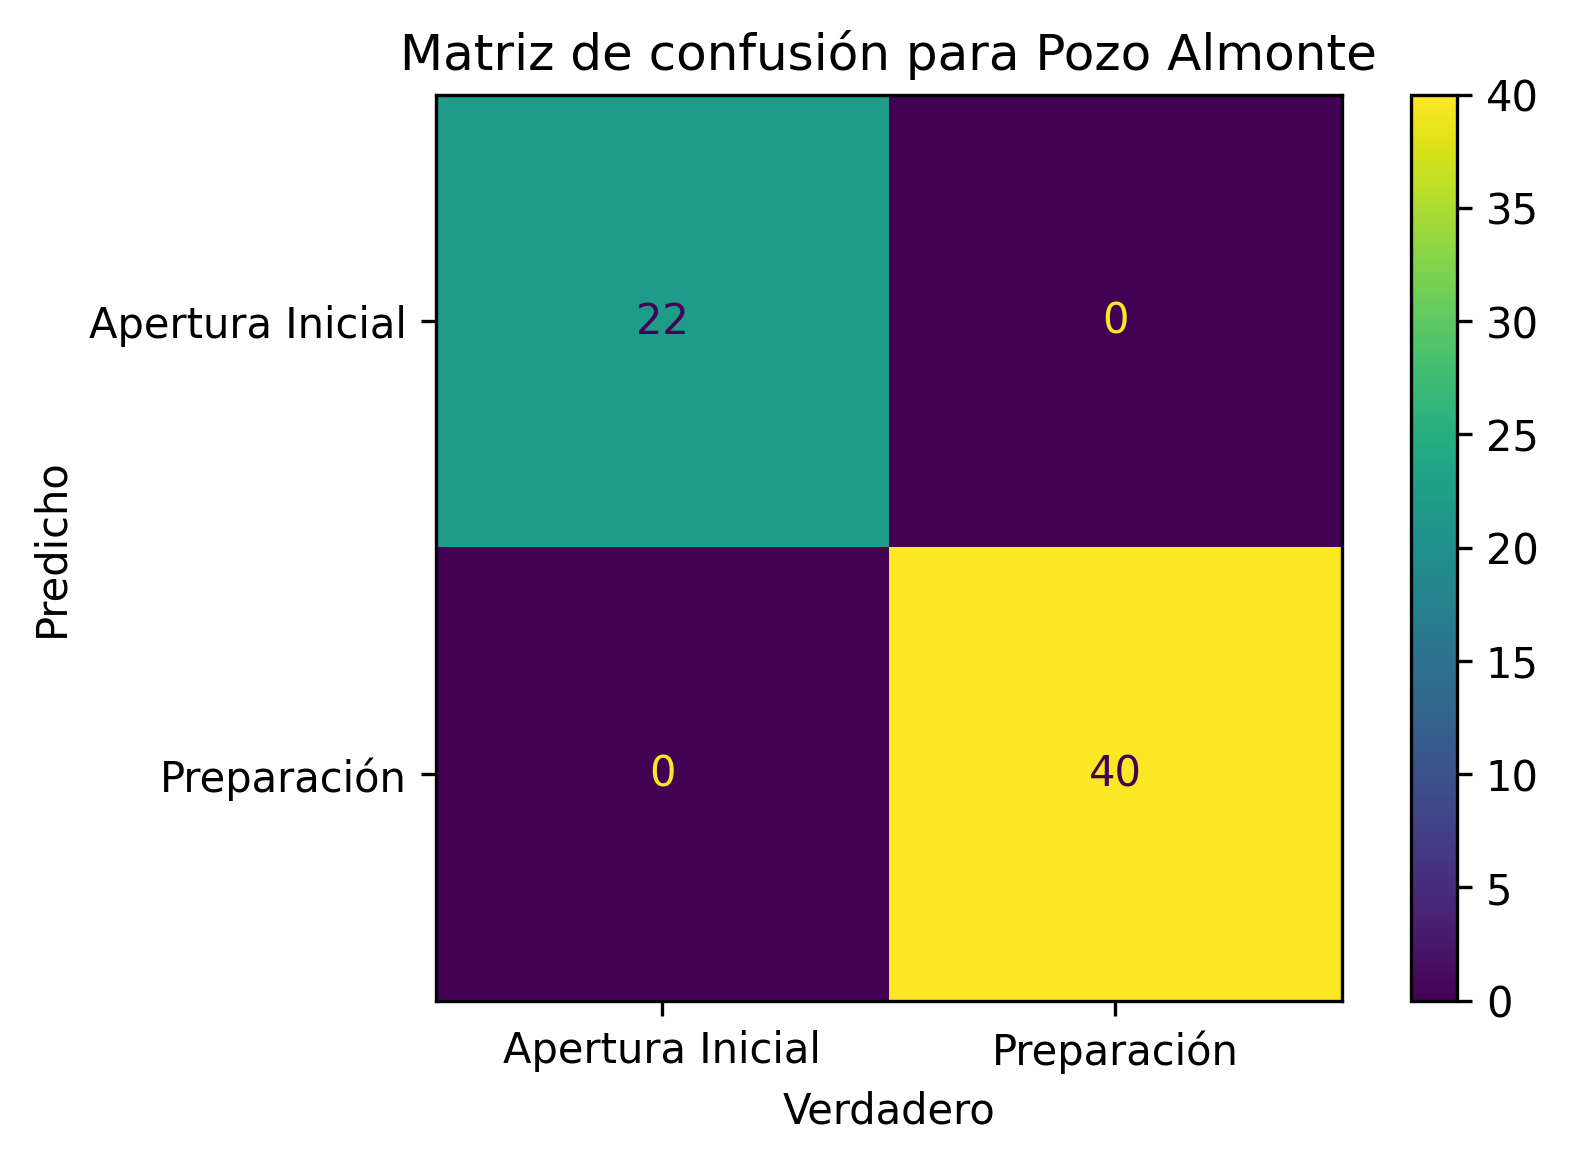 Matriz de confusión para Pozo Almonte
Predicho
Apertura Inicial
Preparación
22
0
0
40
Apertura Inicial
Preparación
Verdadero
40
35
30
25
20
15
10
5
0